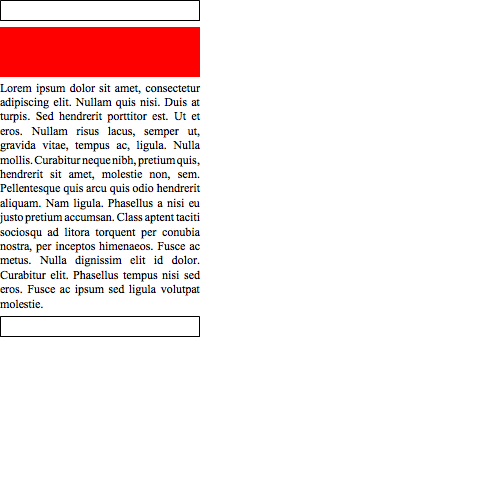 Lorem ipsum dolor sit amet, consectetur
adipiscing elit. Nullam quis nisi. Duis at
turpis. Sed hendrerit porttitor est. Ut et
eros. Nullam risus lacus, semper ut,
gravida vitae, tempus ac, ligula. Nulla
mollis. Curabitur neque nibh, pretium quis,
hendrerit sit amet, molestie non, sem.
Pellentesque quis arcu quis odio hendrerit
aliquam. Nam ligula. Phasellus a nisi eu
justo pretium accumsan. Class aptent taciti
sociosqu ad litora torquent per conubia
nostra, per inceptos himenaeos. Fusce ac
metus. Nulla dignissim elit id dolor.
Curabitur elit. Phasellus tempus nisi sed
eros. Fusce ac ipsum sed ligula volutpat
molestie.